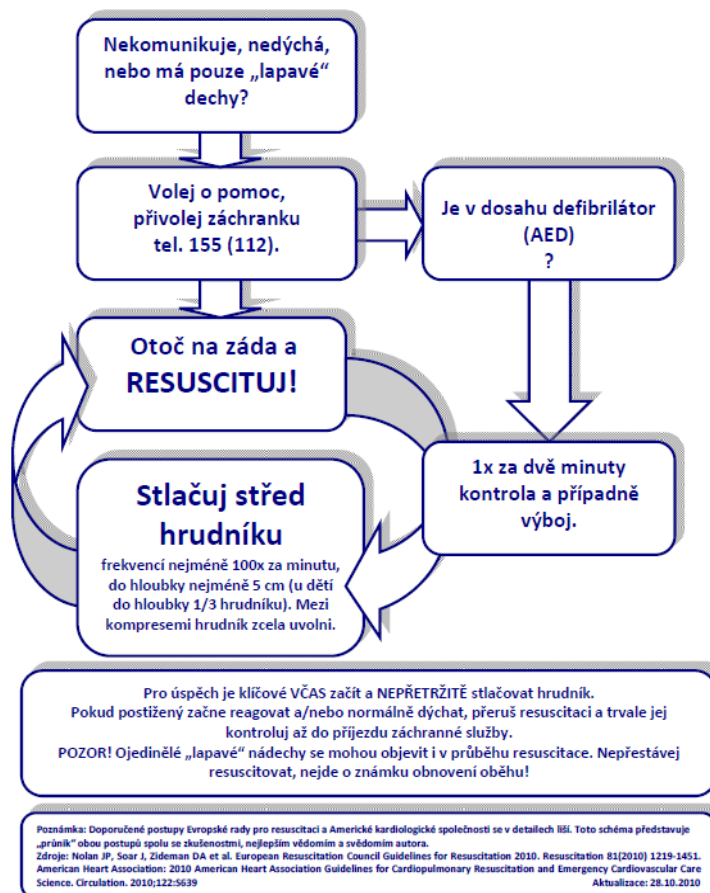 Nekomunikuje, nedýchá,
nebo má pouze „lapavé“
dechy?
Volej o pomoc,
přivolej záchranku
tel. 155 (112).
Je v dosahu defibrilátor
(AED)
?
Otoč na záda a
RESUSCITUJ!
1x za dvě minuty
kontrola a případně
výboj.
Stlačuj střed
hrudníku
frekvencí nejméně 100x za minutu,
do hloubky nejméně 5 cm (u dětí
do hloubky 1/3 hrudníku). Mezi
kompresemi hrudník zcela uvolni.
Pro úspěch je klíčové VČAS začít a NEPŘETRŽITĚ stlačovat hrudník.
Pokud postižený začne reagovat a/nebo normálně dýchat, přeruš resuscitaci a trvale jej
kontroluj až do příjezdu záchranné služby.
POZOR! Ojedinělé „lapavé“ nádechy se mohou objevit i v průběhu resuscitace. Nepřestávej
resuscitovat, nejde o známku obnovení oběhu!
Poznámka: Doporučené postupy Evropské rady pro resuscitaci a Americké kardiologické společnosti se v detailech liší. Toto schéma představuje
„průnik“ obou postupů spolu se zkušenostmi, nejlepším vědomím a svědomím autora.
Zdroje: Nolan JP, Soar J, Zideman DA et al. European Resuscitation Council Guidelines for Resuscitation 2010. Resuscitation 81(2010) 1219-1451.
American Heart Association: 2010 American Heart Association Guidelines for Cardiopulmonary Resuscitation and Emergency Cardiovascular Care
Science. Circulation. 2010;122:S639 Aktualizace: 28.10.2010